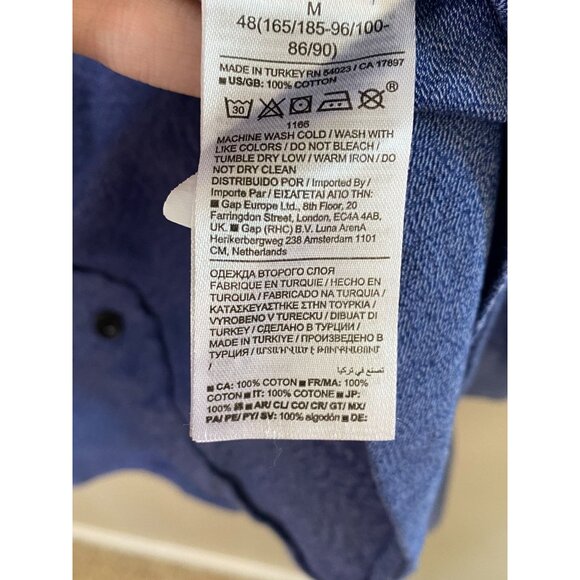 M
48(165/185-96/100-
86/90)
MADE IN TURKEY RN 54023 / CA 17897
■ US/GB: 100% COTTON
30 ®
1166
MACHINE WASH COLD / WASH WITH
LIKE COLORS / DO NOT BLEACH /
TUMBLE DRY LOW / WARM IRON / DO
NOT DRY CLEAN
DISTRIBUIDO POR / Imported By /
Importe Par / ΕΙΣΑΓΕΤΑΙ ΑΠΟ ΤΗΝ:
■ Gap Europe Ltd., 8th Floor, 20
Farringdon Street, London, EC4A 4AB,
UK. ■ Gap (RHC) B.V. Luna ArenA
Herikerbergweg 238 Amsterdam 1101
CM, Netherlands
ОДЕЖДА ВТОРОГО СЛОЯ
FABRIQUE EN TURQUIE / HECHO EN
TURQUIA / FABRICADO NA TURQUIA /
ΚΑΤΑΣΚΕΥΑΣΤΗΚΕ ΣΤΗΝ ΤΟΥΡΚΙΑ /
VYROBENO V TURECKU / DIBUAT DI
TURKEY / СДЕЛАНО В ТУРЦИИ /
MADE IN TURKIYE / ПРОИЗВЕДЕНО В
ТУРЦИЯ / ԱՐՏԱԴՐՎԱԾ Է ԹՈՒՐՔԻԱՅՈՒՄ /
تصنع في تركيا
■ CA: 100% COTTON ■ FR/MA: 100%
COTON ■ IT: 100% COTONE ■ JP:
100% 綿 ■ AR/ CL/ CO/ CR/ GT/ MX/
PA/ PE/ PY/ SV: 100% algodón ■ DE: